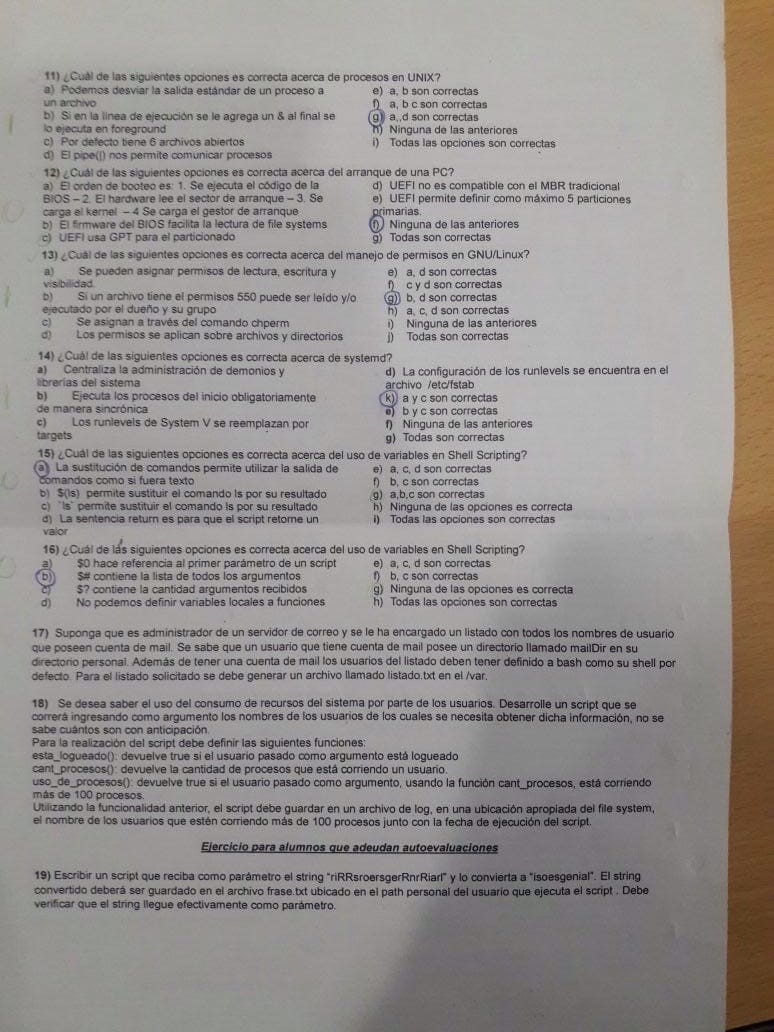 11) ¿Cuál de las siguientes opciones es correcta acerca de procesos en UNIX?
a) Podemos desviar la salida estándar de un proceso a
un archivo
b) Si en la línea de ejecución se le agrega un & al final se
lo ejecuta en foreground
c) Por defecto tiene 6 archivos abiertos
d) El pipe(|) nos permite comunicar procesos
e) a, b son correctas
f) a, b c son correctas
g) a,,d son correctas
h) Ninguna de las anteriores
i) Todas las opciones son correctas
12) ¿Cuál de las siguientes opciones es correcta acerca del arranque de una PC?
a) El orden de booteo es: 1. Se ejecuta el código de la
BIOS – 2. El hardware lee el sector de arranque – 3. Se
carga el kernel – 4 Se carga el gestor de arranque
b) El firmware del BIOS facilita la lectura de file systems
c) UEFI usa GPT para el particionado
d) UEFI no es compatible con el MBR tradicional
e) UEFI permite definir como máximo 5 particiones
primarias.
f) Ninguna de las anteriores
g) Todas son correctas
13) ¿Cuál de las siguientes opciones es correcta acerca del manejo de permisos en GNU/Linux?
a) Se pueden asignar permisos de lectura, escritura y
visibilidad.
b) Si un archivo tiene el permisos 550 puede ser leído y/o
ejecutado por el dueño y su grupo
c) Se asignan a través del comando chperm
d) Los permisos se aplican sobre archivos y directorios
e) a, d son correctas
f) c y d son correctas
g) b, d son correctas
h) a, c, d son correctas
i) Ninguna de las anteriores
j) Todas son correctas
14) ¿Cuál de las siguientes opciones es correcta acerca de systemd?
a) Centraliza la administración de demonios y
librerías del sistema
b) Ejecuta los procesos del inicio obligatoriamente
de manera sincrónica
c) Los runlevels de System V se reemplazan por
targets
d) La configuración de los runlevels se encuentra en el
archivo /etc/fstab
k) a y c son correctas
e) b y c son correctas
f) Ninguna de las anteriores
g) Todas son correctas
15) ¿Cuál de las siguientes opciones es correcta acerca del uso de variables en Shell Scripting?
a) La sustitución de comandos permite utilizar la salida de
comandos como si fuera texto
b) $(ls) permite sustituir el comando ls por su resultado
c) `ls` permite sustituir el comando ls por su resultado
d) La sentencia return es para que el script retorne un
valor
e) a, c, d son correctas
f) b, c son correctas
g) a,b,c son correctas
h) Ninguna de las opciones es correcta
i) Todas las opciones son correctas
16) ¿Cuál de las siguientes opciones es correcta acerca del uso de variables en Shell Scripting?
a) $0 hace referencia al primer parámetro de un script
b) $# contiene la lista de todos los argumentos
c) $? contiene la cantidad argumentos recibidos
d) No podemos definir variables locales a funciones
e) a, c, d son correctas
f) b, c son correctas
g) Ninguna de las opciones es correcta
h) Todas las opciones son correctas
17) Suponga que es administrador de un servidor de correo y se le ha encargado un listado con todos los nombres de usuario
que poseen cuenta de mail. Se sabe que un usuario que tiene cuenta de mail posee un directorio llamado mailDir en su
directorio personal. Además de tener una cuenta de mail los usuarios del listado deben tener definido a bash como su shell por
defecto. Para el listado solicitado se debe generar un archivo llamado listado.txt en el /var.
18) Se desea saber el uso del consumo de recursos del sistema por parte de los usuarios. Desarrolle un script que se
correrá ingresando como argumento los nombres de los usuarios de los cuales se necesita obtener dicha información, no se
sabe cuántos son con anticipación.
Para la realización del script debe definir las siguientes funciones:
esta_logueado(): devuelve true si el usuario pasado como argumento está logueado
cant_procesos(): devuelve la cantidad de procesos que está corriendo un usuario.
uso_de_procesos(): devuelve true si el usuario pasado como argumento, usando la función cant_procesos, está corriendo
más de 100 procesos.
Utilizando la funcionalidad anterior, el script debe guardar en un archivo de log, en una ubicación apropiada del file system,
el nombre de los usuarios que estén corriendo más de 100 procesos junto con la fecha de ejecución del script.
Ejercicio para alumnos que adeudan autoevaluaciones
19) Escribir un script que reciba como parámetro el string "riRRsroersgerRnrRiarl" y lo convierta a "isoesgenial". El string
convertido deberá ser guardado en el archivo frase.txt ubicado en el path personal del usuario que ejecuta el script . Debe
verificar que el string llegue efectivamente como parámetro.